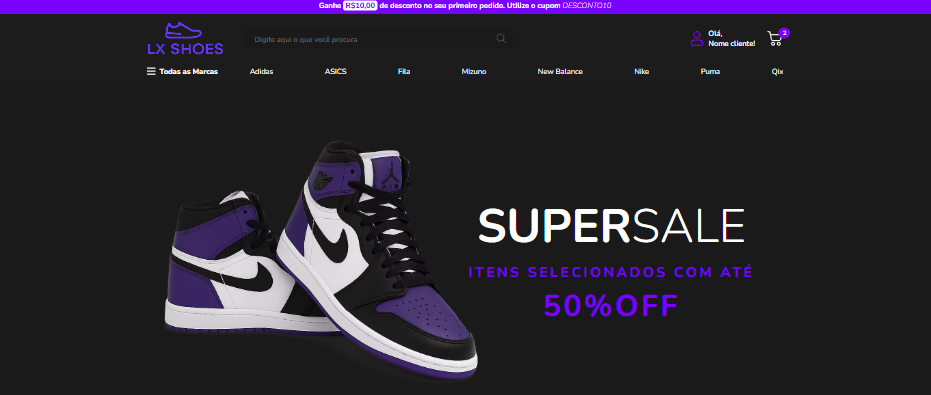 Ganhe R$10,00 de desconto no seu primeiro pedido. Utilize o cupom DESCONTO10
LX SHOES
Digite aqui o que você procura
Olá,
Nome cliente!
2
Todas as Marcas Adidas ASICS Fila Mizuno New Balance Nike Puma Qix
SUPERSALE
ITENS SELECIONADOS COM ATÉ
50%OFF